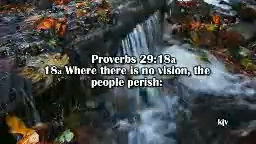 Proverbs 29:18a
18a Where there is no vision, the
people perish:
kjv